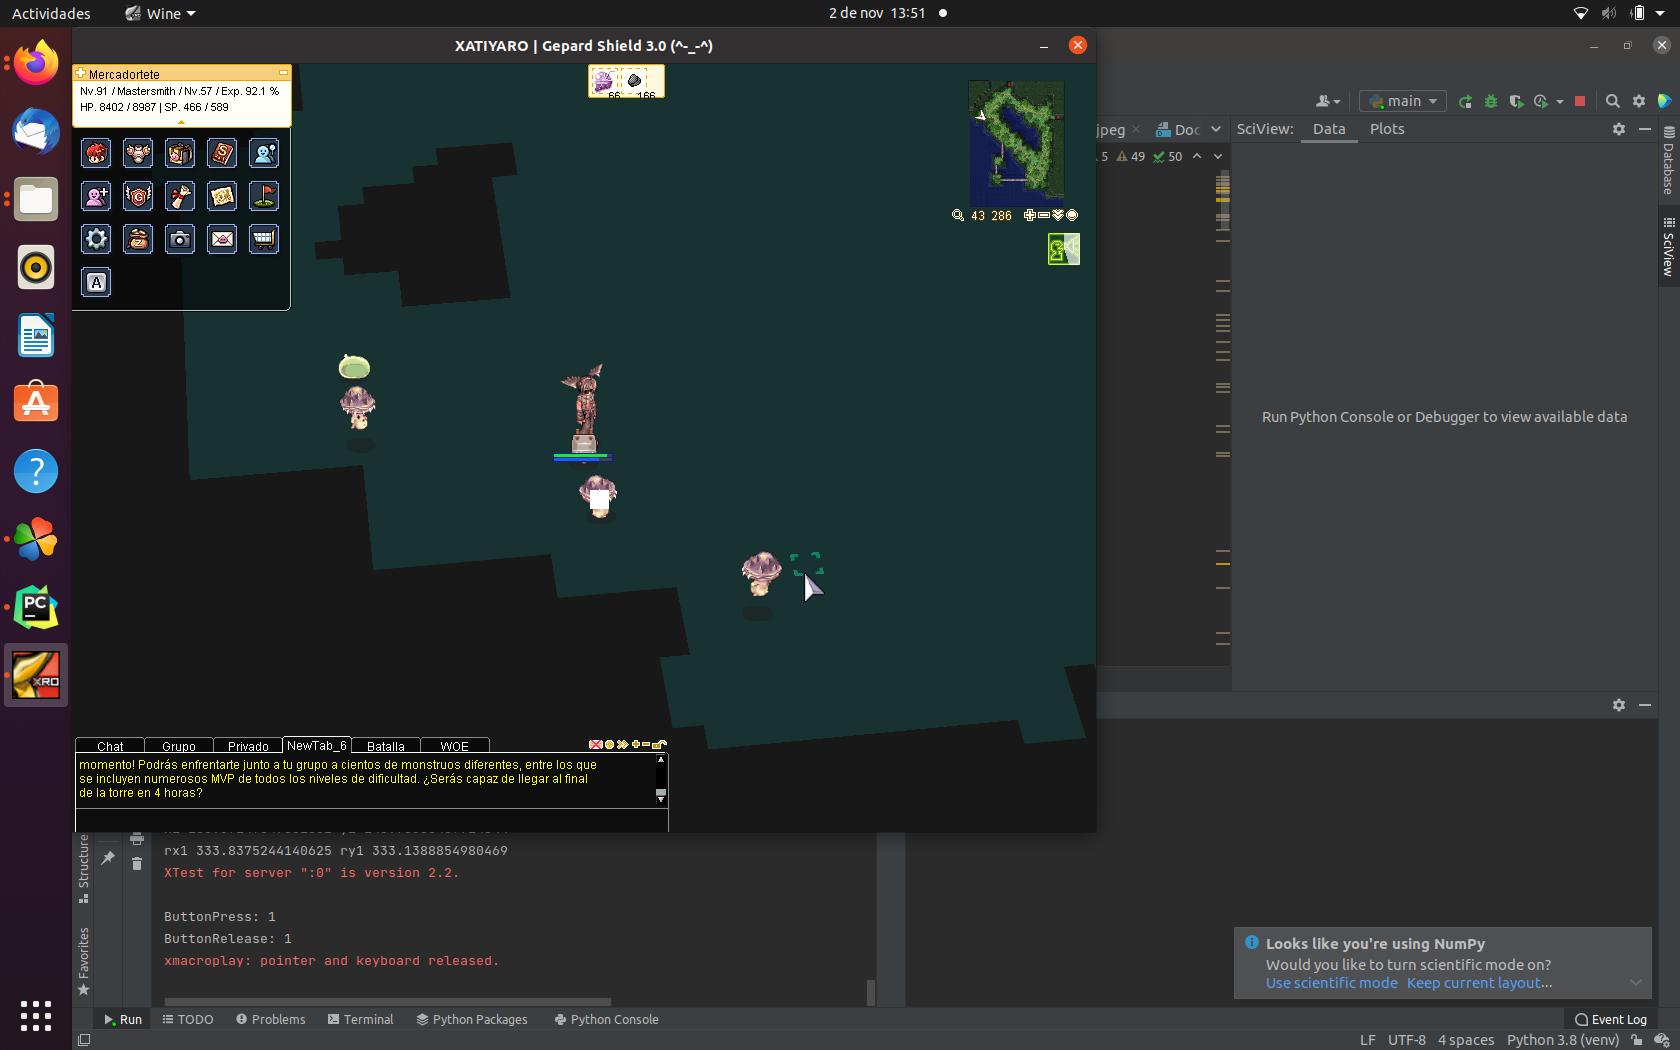 Actividades
Wine
2 de nov 13:51
XATIYARO | Gepard Shield 3.0 (^-_-^)
Mercadortete
Nv.91 / Mastersmith / Nv.57 / Exp. 92.1 %
HP. 8402 / 8987 | SP. 466 / 589
66
166
A
43 286
main
jpeg
Doc
SciView:
Data
Plots
5
49
50
Database
SciView
Run Python Console or Debugger to view available data
PC
XRO
Chat
Grupo
Privado
NewTab_6
Batalla
WOE
momento! Podrás enfrentarte junto a tu grupo a cientos de monstruos diferentes, entre los que
se incluyen numerosos MVP de todos los niveles de dificultad. ¿Serás capaz de llegar al final
de la torre en 4 horas?
rx1 333.8375244140625 ry1 333.1388854980469
XTest for server ":0" is version 2.2.
ButtonPress: 1
ButtonRelease: 1
xmacroplay: pointer and keyboard released.
Structure
Favorites
Looks like you're using NumPy
Would you like to turn scientific mode on?
Use scientific mode Keep current layout...
Run
TODO
Problems
Terminal
Python Packages
Python Console
Event Log
LF UTF-8 4 spaces Python 3.8 (venv)